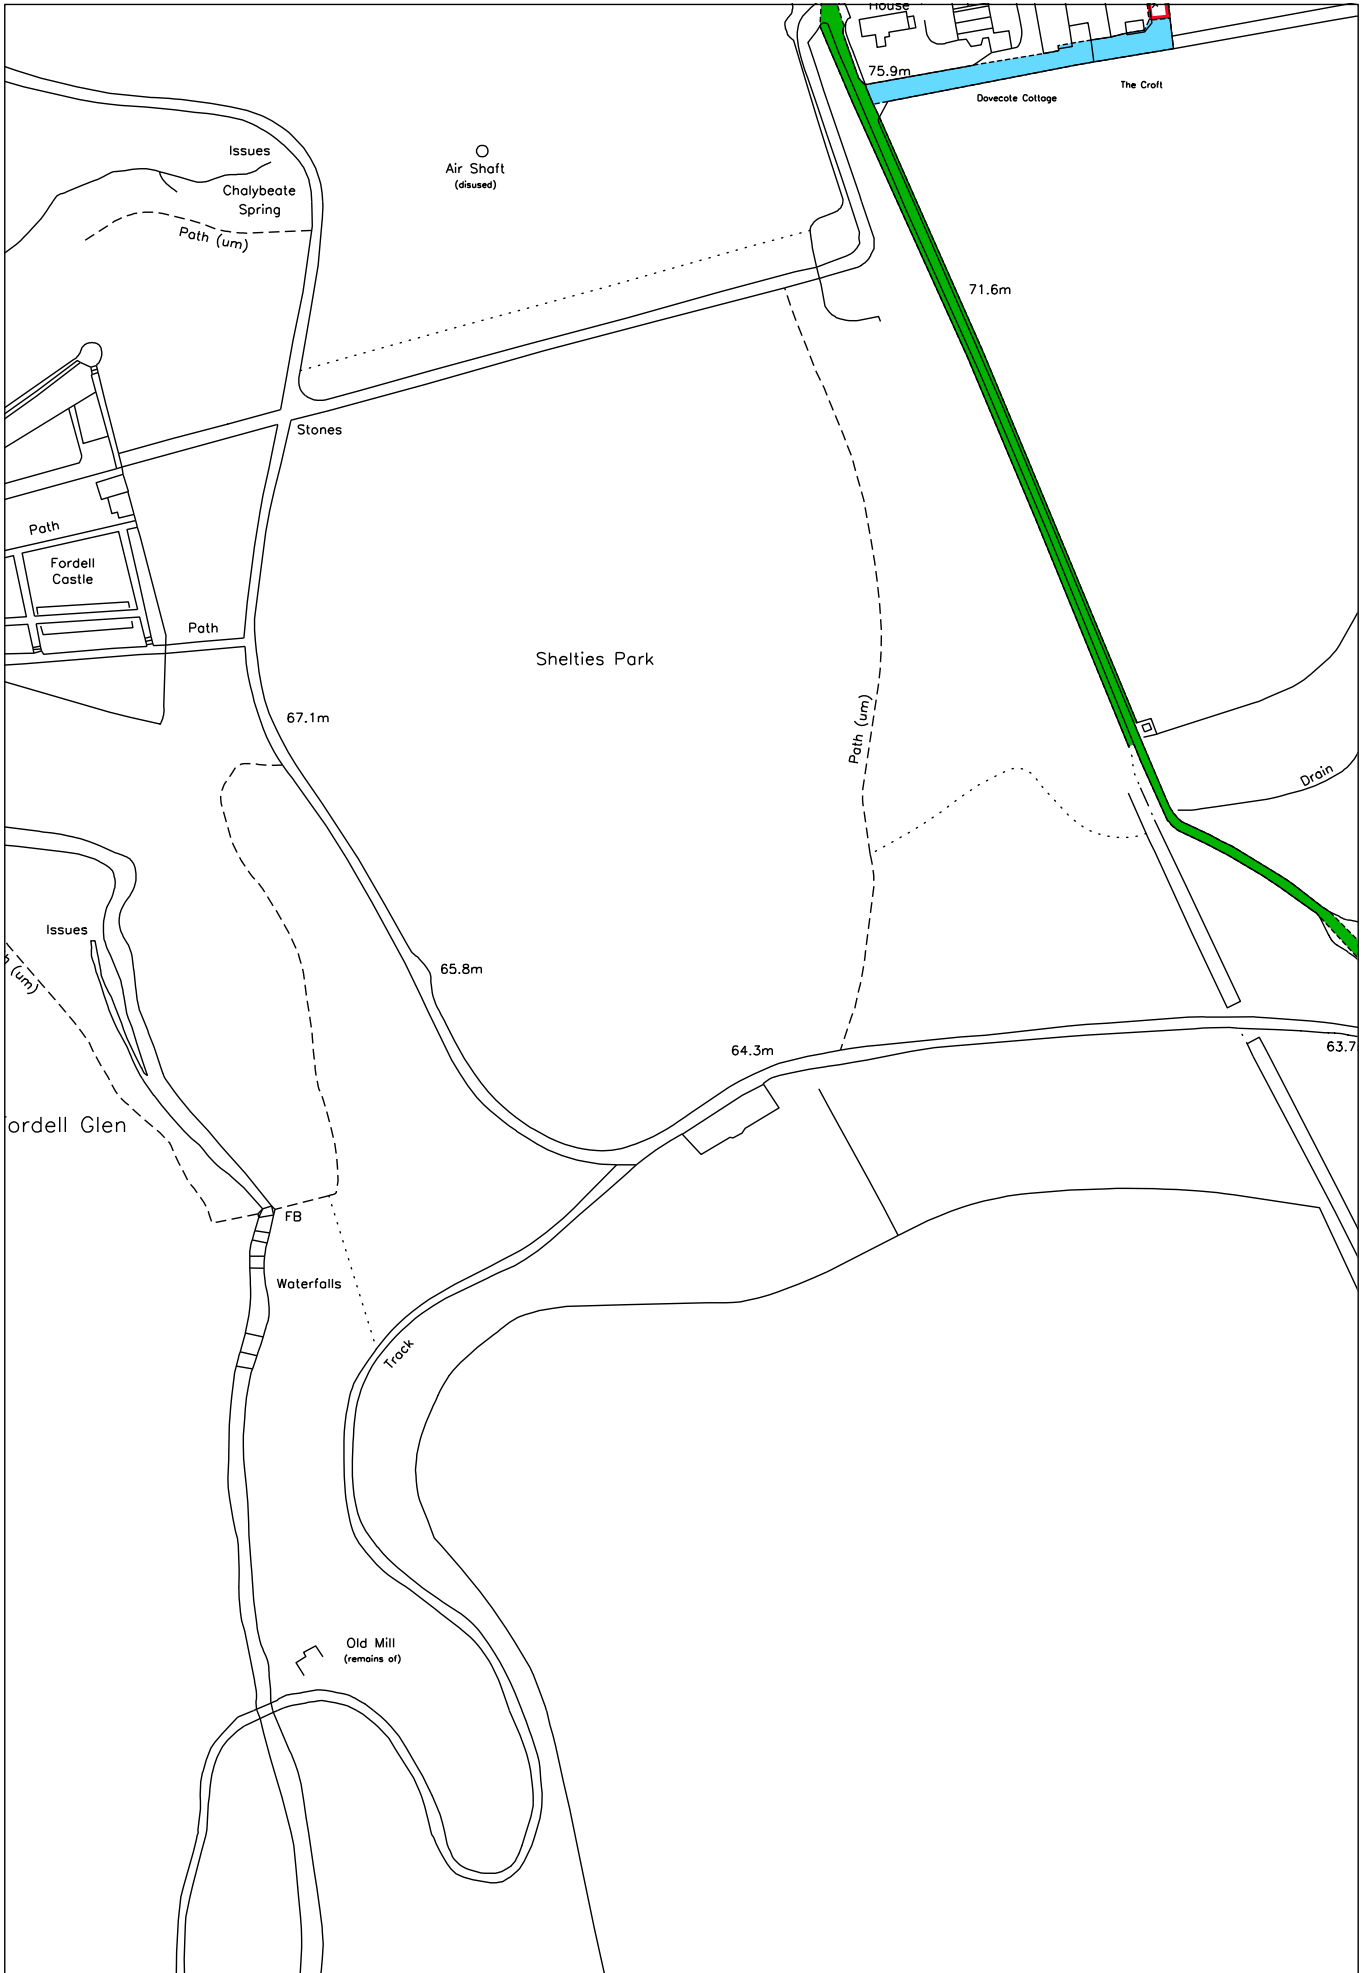 House
75.9m
Dovecote Cottage
The Croft
Issues
Air Shaft
(disused)
Chalybeate
Spring
Path (um)
71.6m
Stones
Path
Fordell
Castle
Path
Shelties Park
67.1m
Path (um)
Drain
Issues
(um)
65.8m
64.3m
63.7
ordell Glen
FB
Waterfalls
Track
Old Mill
(remains of)